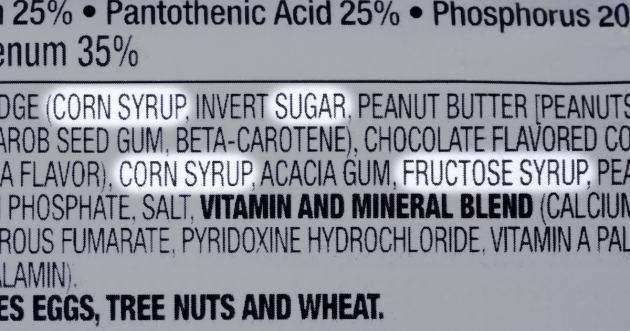 25% • Pantothenic Acid 25% • Phosphorus 20
enum 35%
DGE (CORN SYRUP, INVERT SUGAR, PEANUT BUTTER [PEANUTS
AROB SEED GUM, BETA-CAROTENE), CHOCOLATE FLAVORED CO
A FLAVOR), CORN SYRUP, ACACIA GUM, FRUCTOSE SYRUP, PEA
PHOSPHATE, SALT, VITAMIN AND MINERAL BLEND (CALCIUM
ROUS FUMARATE, PYRIDOXINE HYDROCHLORIDE, VITAMIN A PAL
ALAMIN).
ES EGGS, TREE NUTS AND WHEAT.